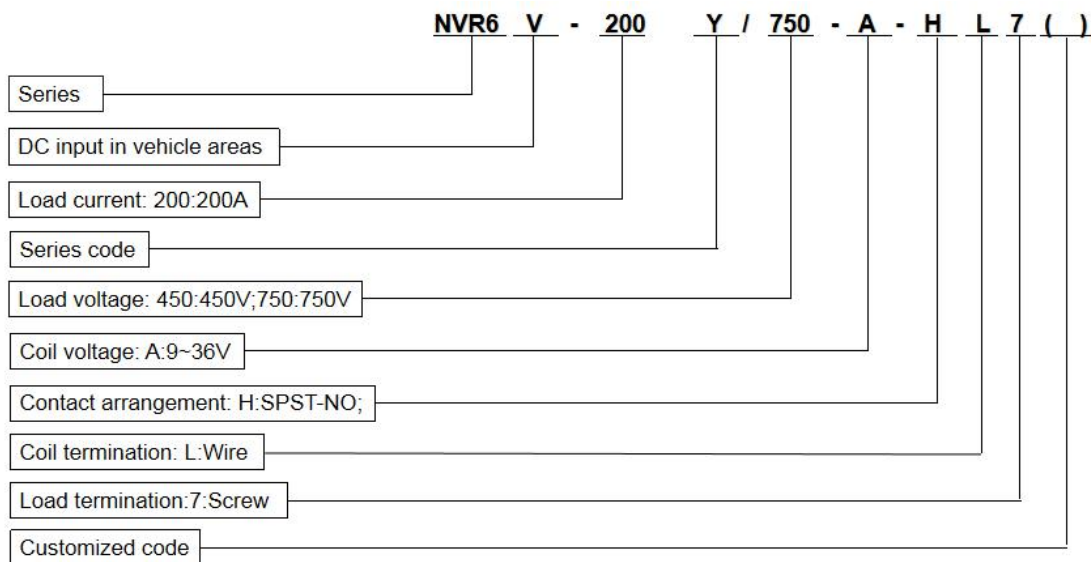 NVR6 V - 200 Y / 750 - A - H L 7 ( )
Series
DC input in vehicle areas
Load current: 200:200A
Series code
Load voltage: 450:450V;750:750V
Coil voltage: A:9~36V
Contact arrangement: H:SPST-NO;
Coil termination: L:Wire
Load termination:7:Screw
Customized code